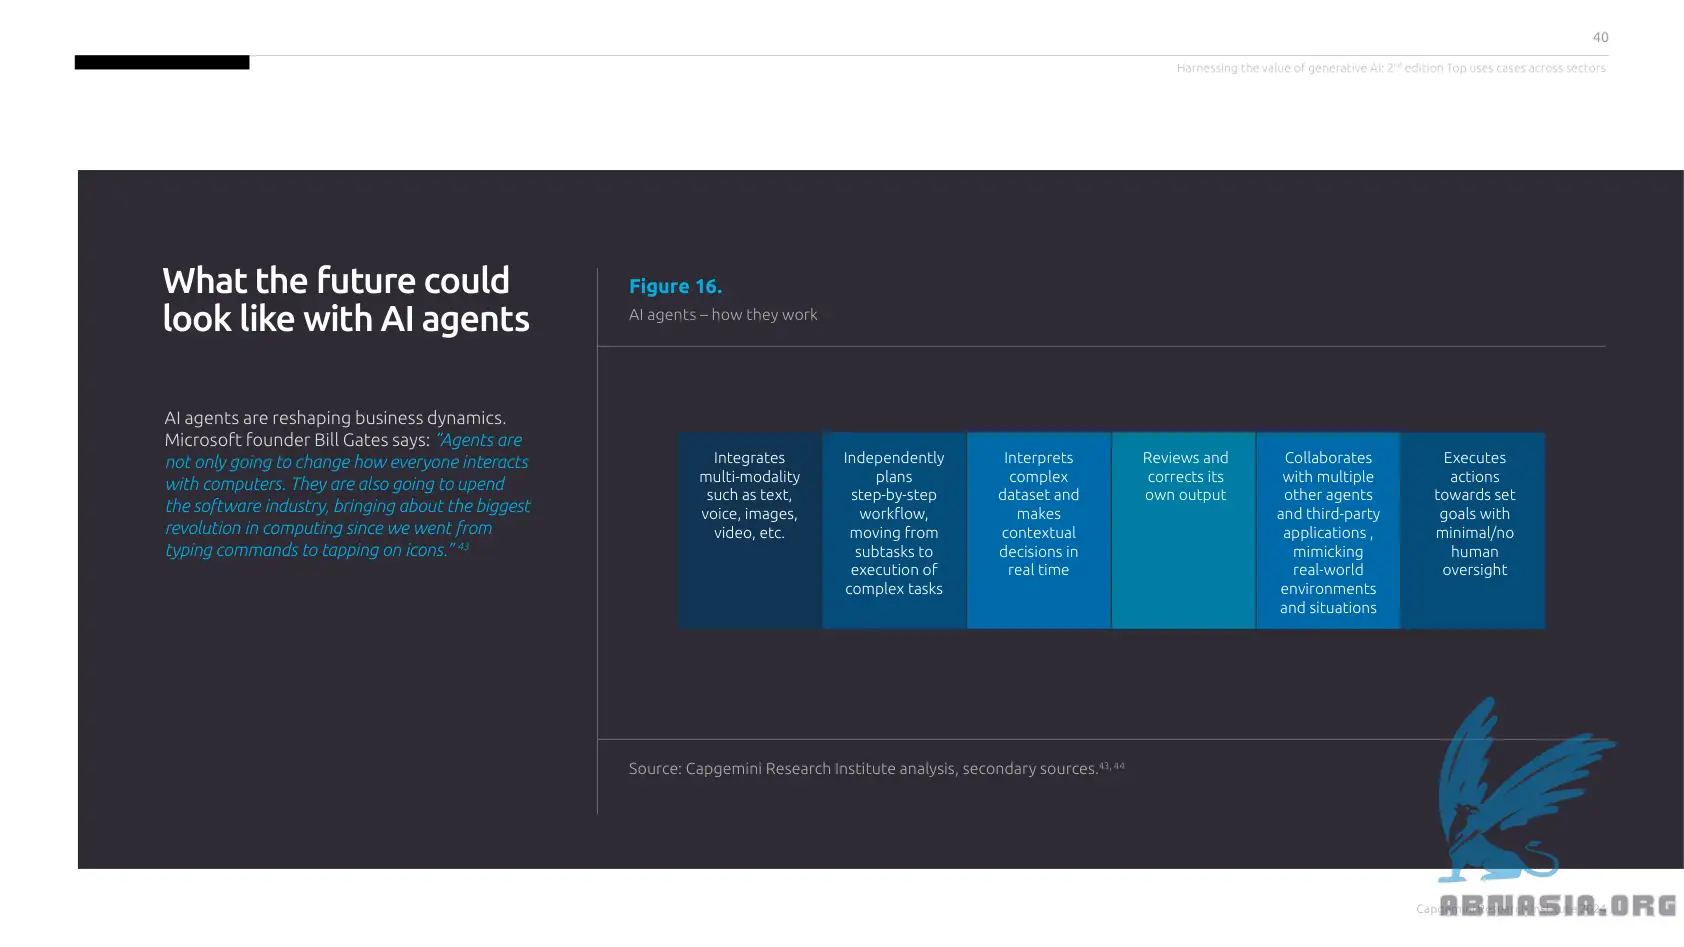 40
Harnessing the value of generative AI: 2nd edition Top uses cases across sectors
What the future could
look like with AI agents
AI agents are reshaping business dynamics.
Microsoft founder Bill Gates says: “Agents are
not only going to change how everyone interacts
with computers. They are also going to upend
the software industry, bringing about the biggest
revolution in computing since we went from
typing commands to tapping on icons.” 43
Figure 16.
AI agents – how they work
Integrates
multi-modality
such as text,
voice, images,
video, etc.
Independently
plans
step-by-step
workflow,
moving from
subtasks to
execution of
complex tasks
Interprets
complex
dataset and
makes
contextual
decisions in
real time
Reviews and
corrects its
own output
Collaborates
with multiple
other agents
and third-party
applications ,
mimicking
real-world
environments
and situations
Executes
actions
towards set
goals with
minimal/no
human
oversight
Source: Capgemini Research Institute analysis, secondary sources.43, 44
ABNASIA.ORG